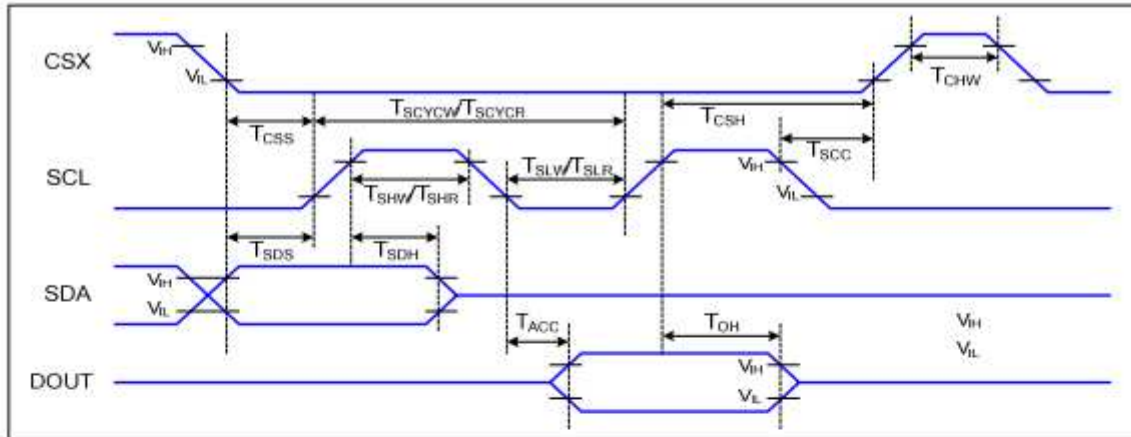 CSX
VIH
VIL
TCHW
TSCYCW/TSCYCR
TCSH
TCSS
TSCC
SCL
TSLW/TSLR
VIH
TSHW/TSHR
VIL
TSDS
TSDH
SDA
VIH
VIL
TACC
TOH
VIH
VIL
DOUT
VIH
VIL